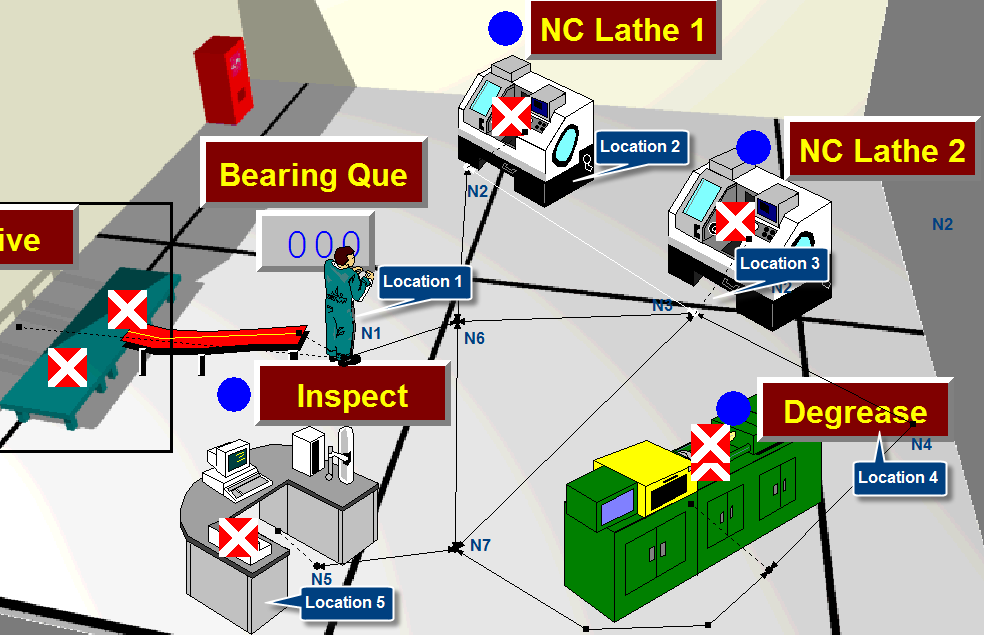 NC Lathe 1
NC Lathe 2
Location 2
Bearing Que
N2
N2
ive
000
Location 3
Location 1
N2
N3
N1
N6
Inspect
Degrease
N4
Location 4
N7
N5
Location 5